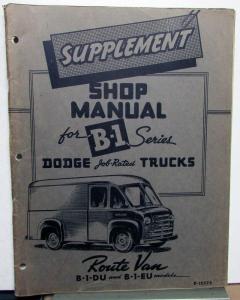 SUPPLEMENT
SHOP
MANUAL
for B-1 Series
DODGE Job-Rated TRUCKS
Route Van
B-1-DU and B-1-EU models